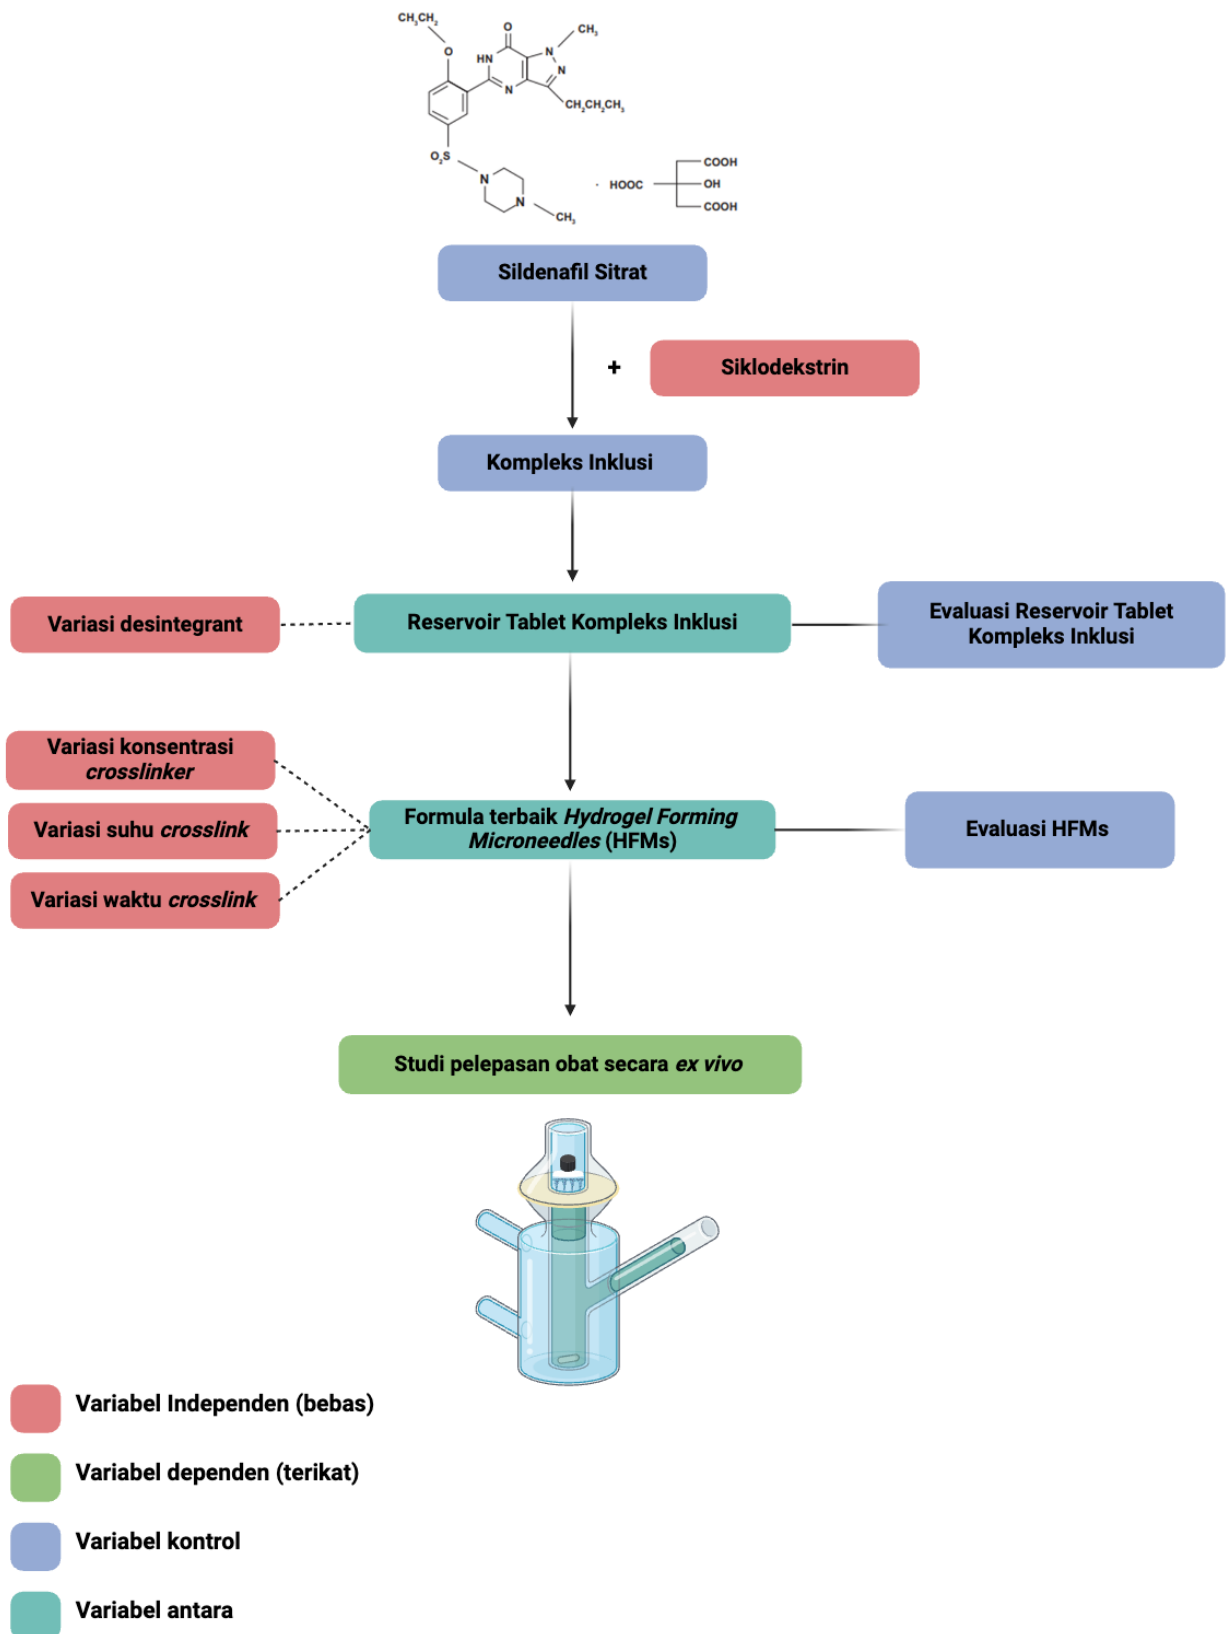 CH₃CH₂
O
O
CH₃
HN
N
N
N
CH₂CH₂CH₃
O₂S
N
N
CH₃
· HOOC
COOH
OH
COOH
Sildenafil Sitrat
+
Siklodekstrin
Kompleks Inklusi
Variasi desintegrant
Reservoir Tablet Kompleks Inklusi
Evaluasi Reservoir Tablet
Kompleks Inklusi
Variasi konsentrasi
crosslinker
Variasi suhu crosslink
Variasi waktu crosslink
Formula terbaik Hydrogel Forming
Microneedles (HFMs)
Evaluasi HFMs
Studi pelepasan obat secara ex vivo
Variabel Independen (bebas)
Variabel dependen (terikat)
Variabel kontrol
Variabel antara